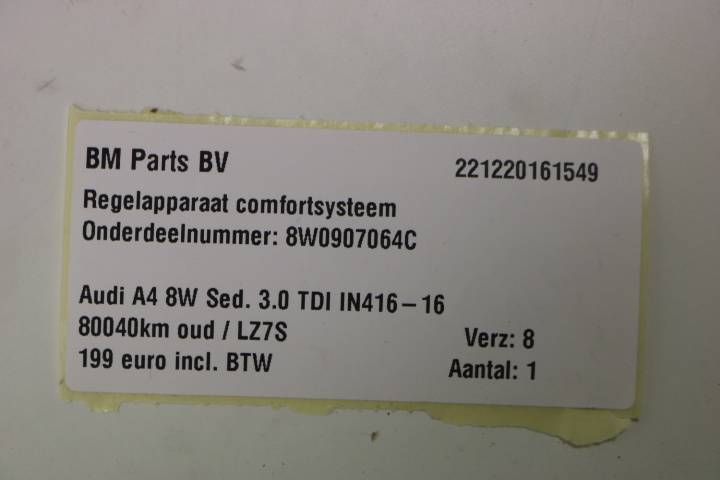 BM Parts BV 221220161549
Regelapparaat comfortsysteem
Onderdeelnummer: 8W0907064C
Audi A4 8W Sed. 3.0 TDI IN416-16
80040km oud / LZ7S Verz: 8
199 euro incl. BTW Aantal: 1